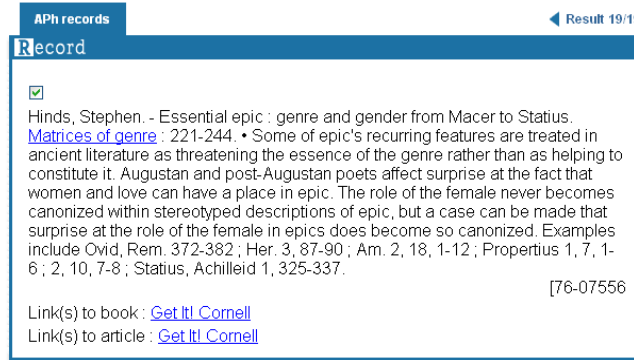 APh records
Result 19/1
Record
Hinds, Stephen. - Essential epic : genre and gender from Macer to Statius.
Matrices of genre : 221-244. • Some of epic's recurring features are treated in
ancient literature as threatening the essence of the genre rather than as helping to
constitute it. Augustan and post-Augustan poets affect surprise at the fact that
women and love can have a place in epic. The role of the female never becomes
canonized within stereotyped descriptions of epic, but a case can be made that
surprise at the role of the female in epics does become so canonized. Examples
include Ovid, Rem. 372-382 ; Her. 3, 87-90 ; Am. 2, 18, 1-12 ; Propertius 1, 7, 1-
6 ; 2, 10, 7-8 ; Statius, Achilleid 1, 325-337.
[76-07556
Link(s) to book : Get It! Cornell
Link(s) to article : Get It! Cornell